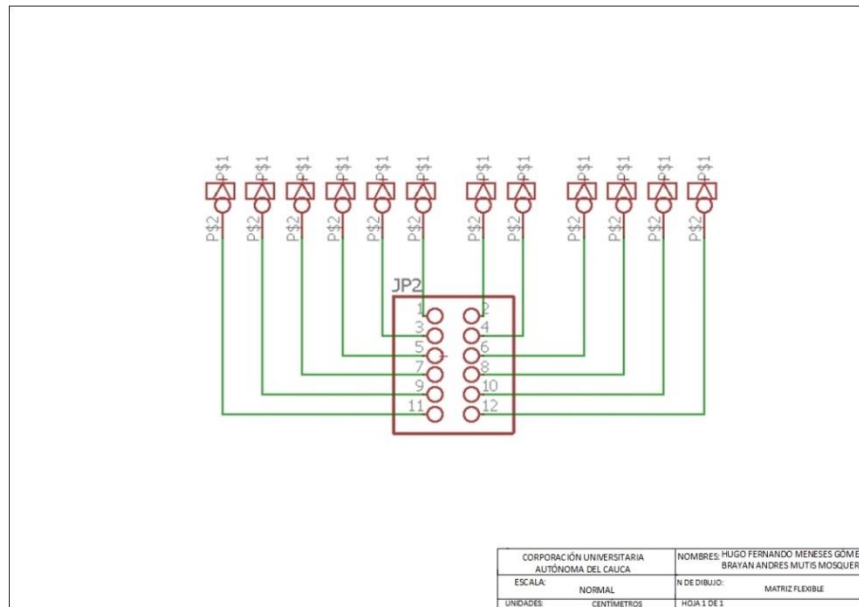 P$1 P$1 P$1 P$1 P$1 P$1 P$1 P$1 P$1 P$1 P$1 P$1
P$2 P$2 P$2 P$2 P$2 P$2 P$2 P$2 P$2 P$2 P$2 P$2
JP2
1 2
3 4
5 6
7 8
9 10
11 12
CORPORACIÓN UNIVERSITARIA
AUTÓNOMA DEL CAUCA
NOMBRES: HUGO FERNANDO MENESES GÓME
BRAYAN ANDRES MUTIS MOSQUER
ESCALA: NORMAL
N DE DIBUJO: MATRIZ FLEXIBLE
UNIDADES: CENTÍMETROS
HOJA 1 DE 1